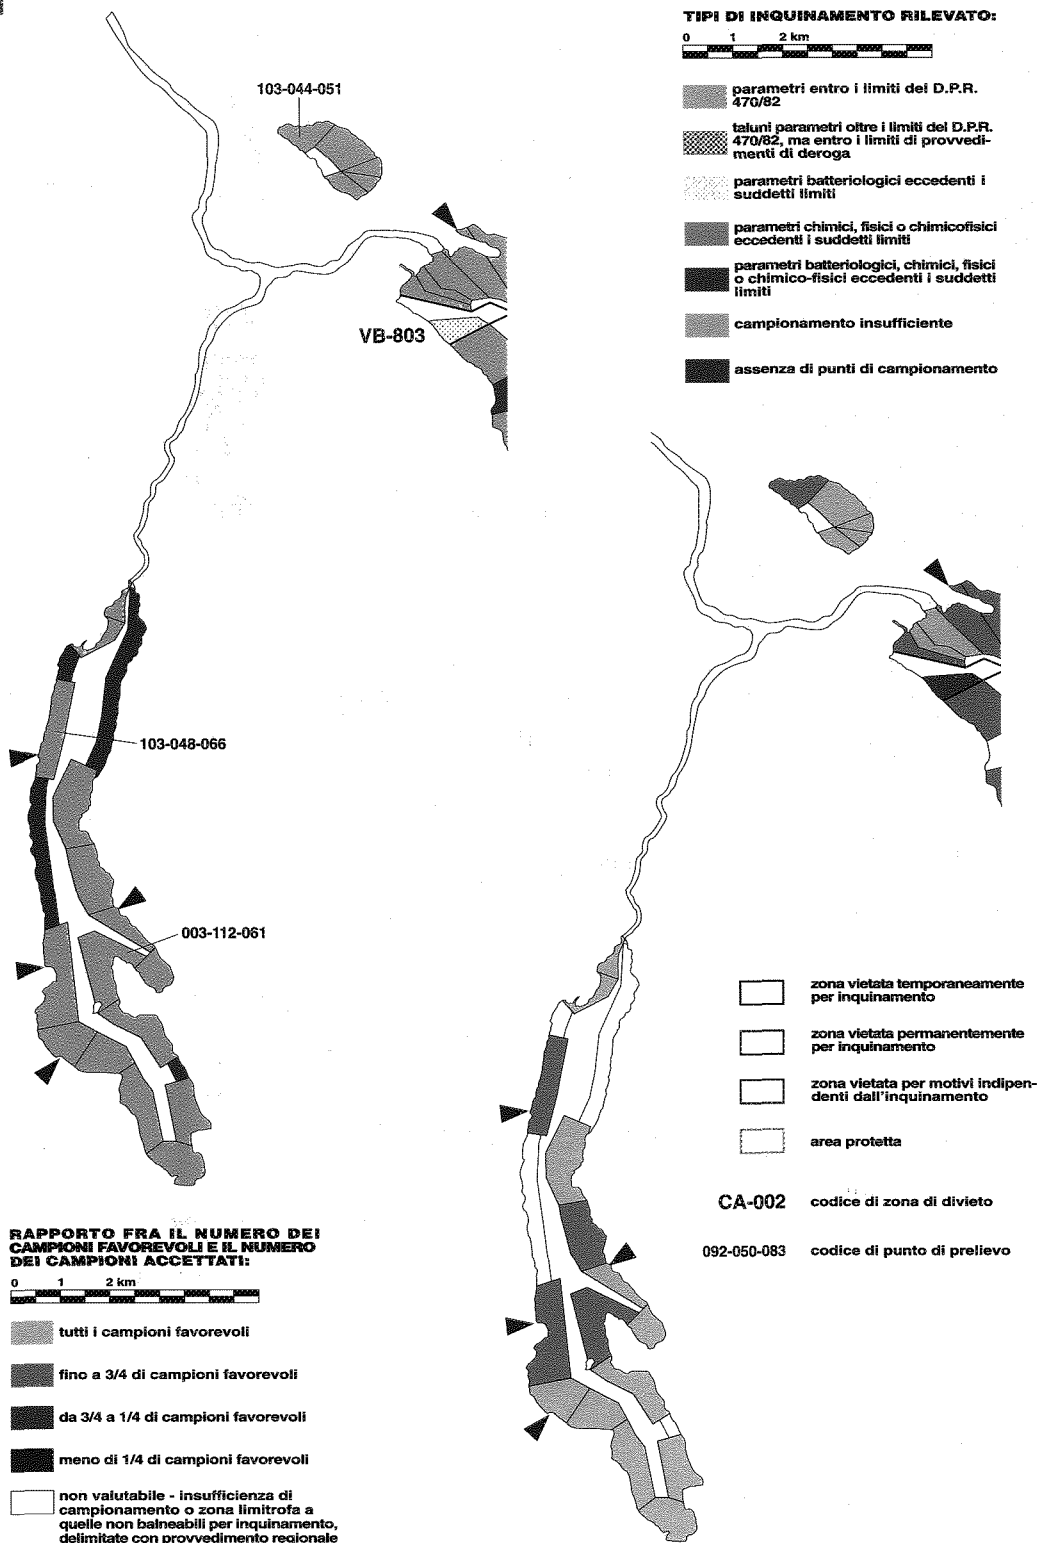 TIPI DI INQUINAMENTO RILEVATO:
0 1 2 km
parametri entro i limiti del D.P.R.
470/82
taluni parametri oltre i limiti del D.P.R.
470/82, ma entro i limiti di provvedi-
menti di deroga
parametri batteriologici eccedenti i
suddetti limiti
parametri chimici, fisici o chimicofisici
eccedenti i suddetti limiti
parametri batteriologici, chimici, fisici
o chimico-fisici eccedenti i suddetti
limiti
campionamento insufficiente
assenza di punti di campionamento
103-044-051
VB-803
103-048-066
003-112-061
zona vietata temporaneamente
per inquinamento
zona vietata permanentemente
per inquinamento
zona vietata per motivi indipen-
denti dall'inquinamento
area protetta
CA-002 codice di zona di divieto
092-050-083 codice di punto di prelievo
RAPPORTO FRA IL NUMERO DEI
CAMPIONI FAVOREVOLI E IL NUMERO
DEI CAMPIONI ACCETTATI:
0 1 2 km
tutti i campioni favorevoli
fino a 3/4 di campioni favorevoli
da 3/4 a 1/4 di campioni favorevoli
meno di 1/4 di campioni favorevoli
non valutabile - insufficienza di
campionamento o zona limitrofa a
quelle non balneabili per inquinamento,
delimitate con provvedimento regionale